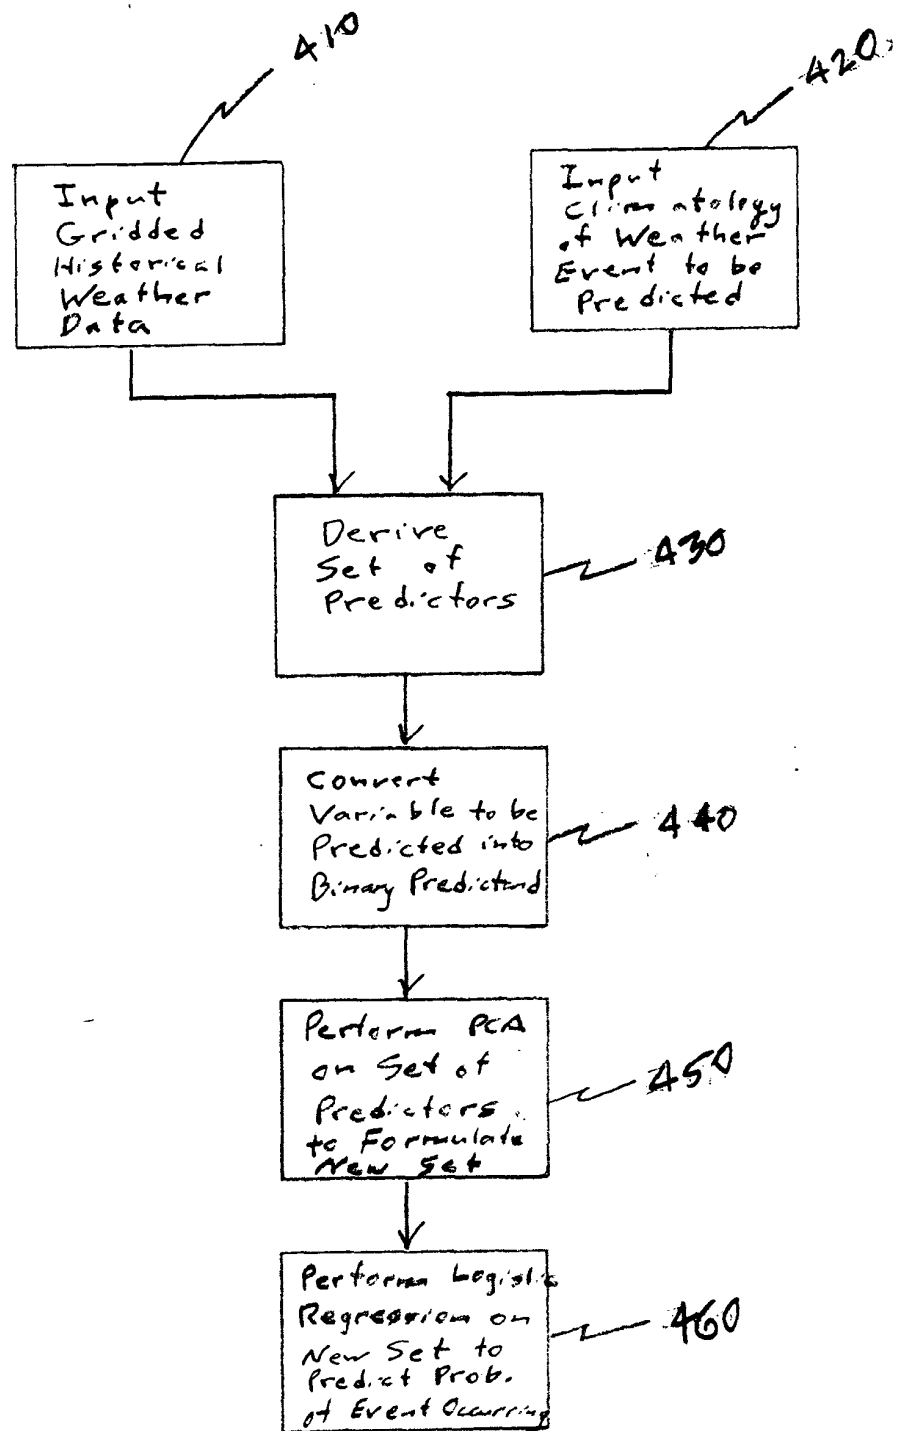 410
420
Input
Gridded
Historical
Weather
Data
Input
Climatology
of Weather
Event to be
Predicted
Derive
Set of
Predictors
430
Convert
Variable to be
Predicted into
Binary Predictand
440
Perform PCA
on Set of
Predictors
to Formulate
New Set
450
Perform Logistic
Regression on
New Set to
Predict Prob.
of Event Occurring
460